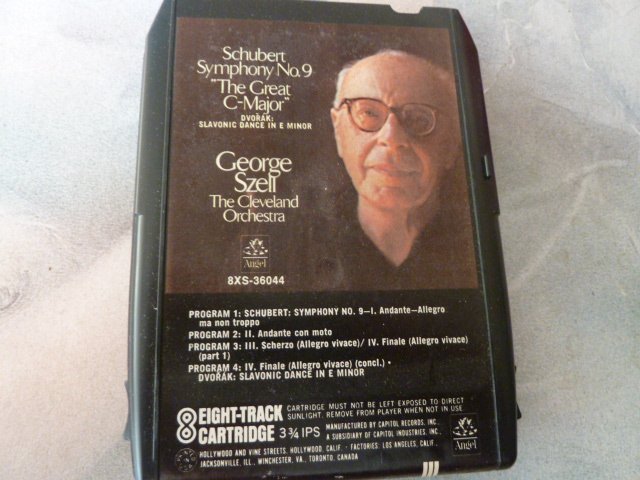 Schubert
Symphony No. 9
"The Great
C-Major"
DVOŘÁK:
SLAVONIC DANCE IN E MINOR
George
Szell
The Cleveland
Orchestra
Angel
8XS-36044
PROGRAM 1: SCHUBERT: SYMPHONY NO. 9—I. Andante—Allegro
ma non troppo
PROGRAM 2: II. Andante con moto
PROGRAM 3: III. Scherzo (Allegro vivace)/ IV. Finale (Allegro vivace)
(part 1)
PROGRAM 4: IV. Finale (Allegro vivace) (concl.) •
DVOŘÁK: SLAVONIC DANCE IN E MINOR
8 EIGHT-TRACK
CARTRIDGE 3¾ IPS
CARTRIDGE MUST NOT BE LEFT EXPOSED TO DIRECT
SUNLIGHT. REMOVE FROM PLAYER WHEN NOT IN USE
MANUFACTURED BY CAPITOL RECORDS, INC.,
A SUBSIDIARY OF CAPITOL INDUSTRIES, INC.,
HOLLYWOOD AND VINE STREETS, HOLLYWOOD, CALIF. • FACTORIES: LOS ANGELES, CALIF.,
JACKSONVILLE, ILL., WINCHESTER, VA., TORONTO, CANADA
Angel